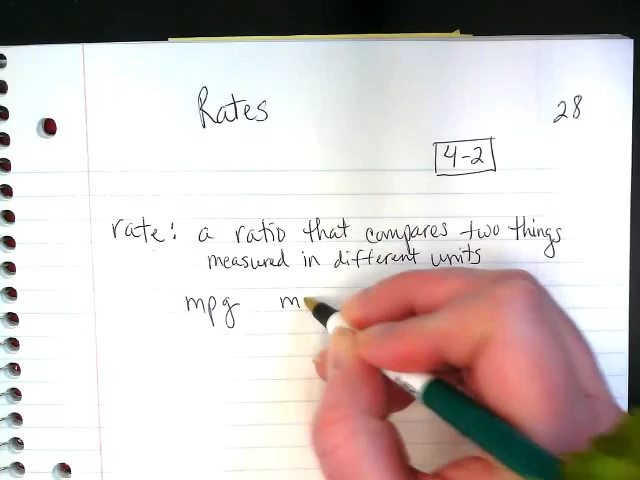 Rates
28
4-2
rate: a ratio that compares two things
measured in different units
mpg m